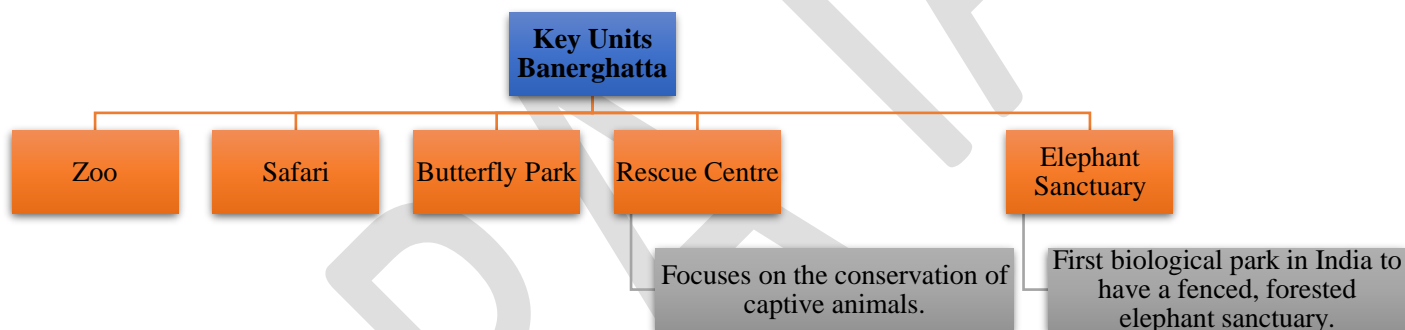 Key Units
Banerghatta
Zoo
Safari
Butterfly Park
Rescue Centre
Elephant
Sanctuary
Focuses on the conservation of
captive animals.
First biological park in India to
have a fenced, forested
elephant sanctuary.